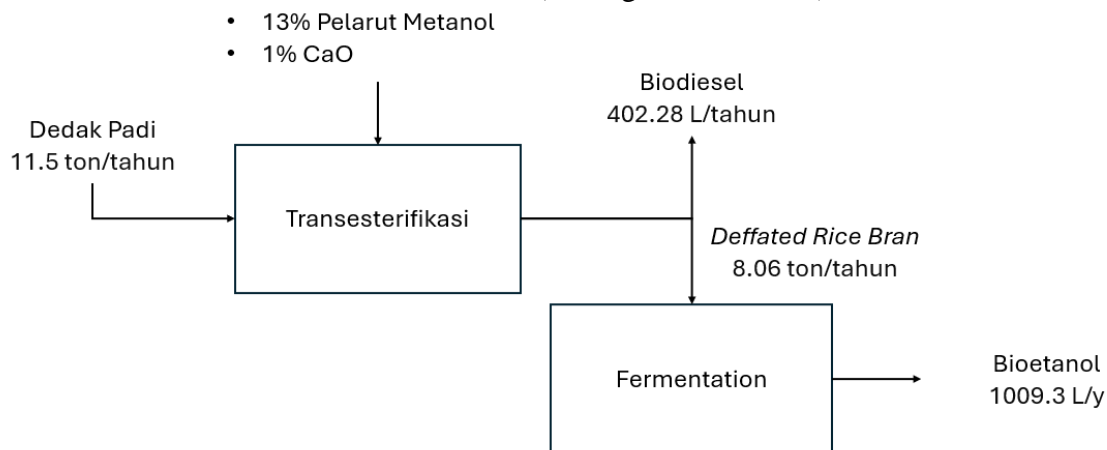 • 13% Pelarut Metanol
• 1% CaO
Dedak Padi
11.5 ton/tahun
Transesterifikasi
Biodiesel
402.28 L/tahun
Deffated Rice Bran
8.06 ton/tahun
Fermentation
Bioetanol
1009.3 L/y